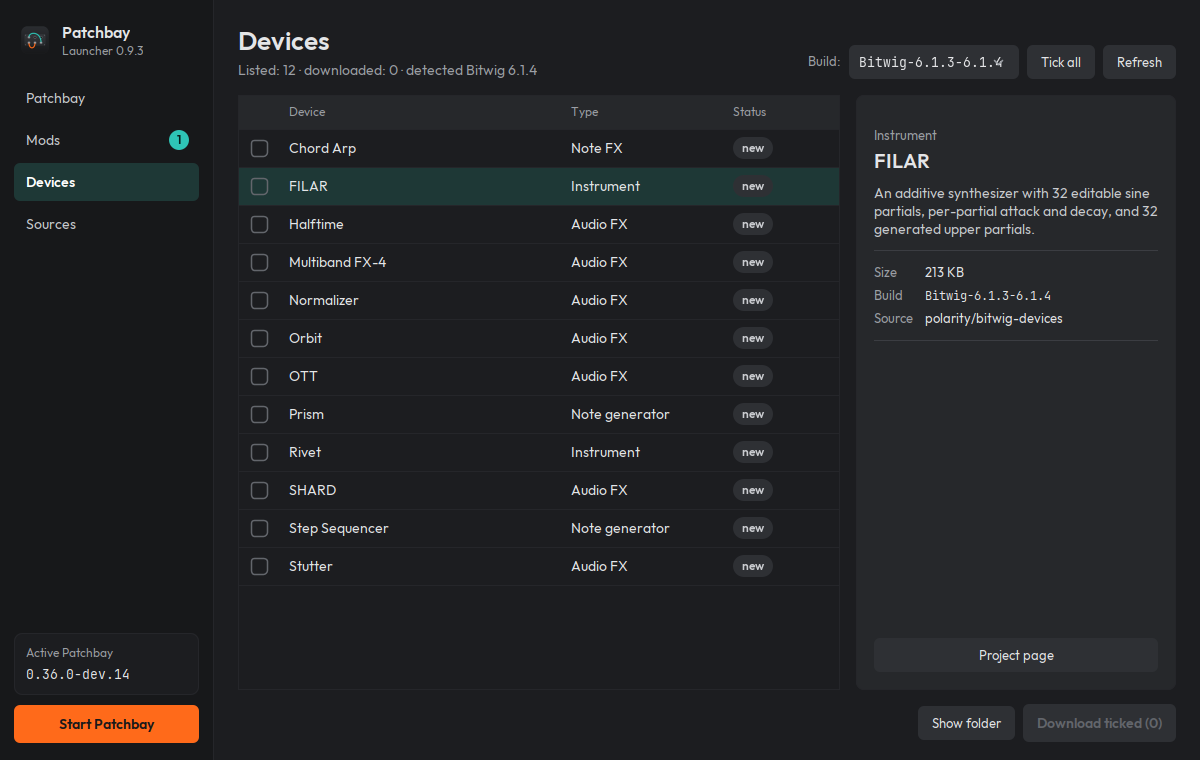 Patchbay
Launcher 0.9.3
Patchbay
Mods 1
Devices
Sources
Active Patchbay
0.36.0-dev.14
Start Patchbay
Devices
Listed: 12 · downloaded: 0 · detected Bitwig 6.1.4
Build: Bitwig-6.1.3-6.1.4 Tick all Refresh
Device Type Status
Chord Arp Note FX new
FILAR Instrument new
Halftime Audio FX new
Multiband FX-4 Audio FX new
Normalizer Audio FX new
Orbit Audio FX new
OTT Audio FX new
Prism Note generator new
Rivet Instrument new
SHARD Audio FX new
Step Sequencer Note generator new
Stutter Audio FX new
Instrument
FILAR
An additive synthesizer with 32 editable sine
partials, per-partial attack and decay, and 32
generated upper partials.
Size 213 KB
Build Bitwig-6.1.3-6.1.4
Source polarity/bitwig-devices
Project page
Show folder Download ticked (0)